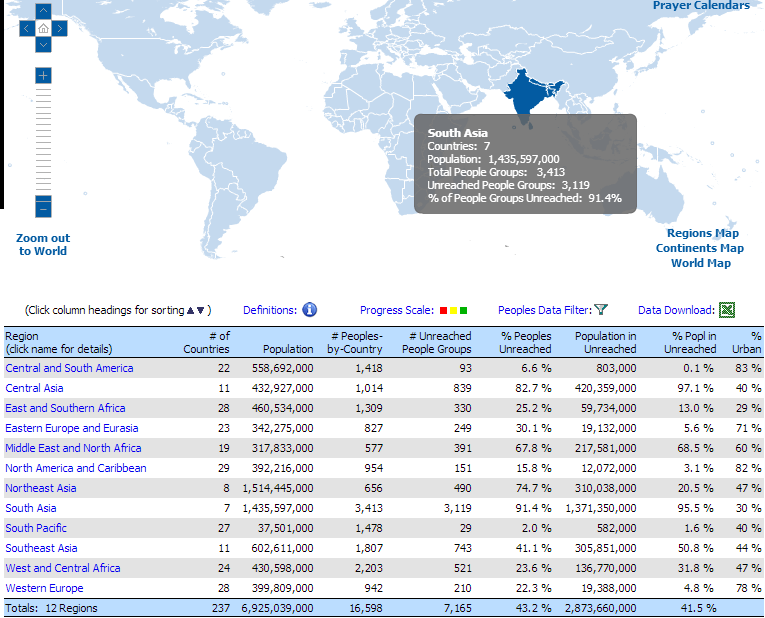 Prayer Calendars
South Asia
Countries: 7
Population: 1,435,597,000
Total People Groups: 3,413
Unreached People Groups: 3,119
% of People Groups Unreached: 91.4%
Zoom out
to World
Regions Map
Continents Map
World Map
(Click column headings for sorting ▲▼) Definitions: Progress Scale: Peoples Data Filter: Data Download:
Region # of # Peoples- # Unreached % Peoples Population in % Popl in %
(click name for details) Countries Population by-Country People Groups Unreached Unreached Unreached Urban
Central and South America 22 558,692,000 1,418 93 6.6 % 803,000 0.1 % 83 %
Central Asia 11 432,927,000 1,014 839 82.7 % 420,359,000 97.1 % 40 %
East and Southern Africa 28 460,534,000 1,309 330 25.2 % 59,734,000 13.0 % 29 %
Eastern Europe and Eurasia 23 342,275,000 827 249 30.1 % 19,132,000 5.6 % 71 %
Middle East and North Africa 19 317,833,000 577 391 67.8 % 217,581,000 68.5 % 60 %
North America and Caribbean 29 392,216,000 954 151 15.8 % 12,072,000 3.1 % 82 %
Northeast Asia 8 1,514,445,000 656 490 74.7 % 310,038,000 20.5 % 47 %
South Asia 7 1,435,597,000 3,413 3,119 91.4 % 1,371,350,000 95.5 % 30 %
South Pacific 27 37,501,000 1,478 29 2.0 % 582,000 1.6 % 40 %
Southeast Asia 11 602,611,000 1,807 743 41.1 % 305,851,000 50.8 % 44 %
West and Central Africa 24 430,598,000 2,203 521 23.6 % 136,770,000 31.8 % 47 %
Western Europe 28 399,809,000 942 210 22.3 % 19,388,000 4.8 % 78 %
Totals: 12 Regions 237 6,925,039,000 16,598 7,165 43.2 % 2,873,660,000 41.5 %